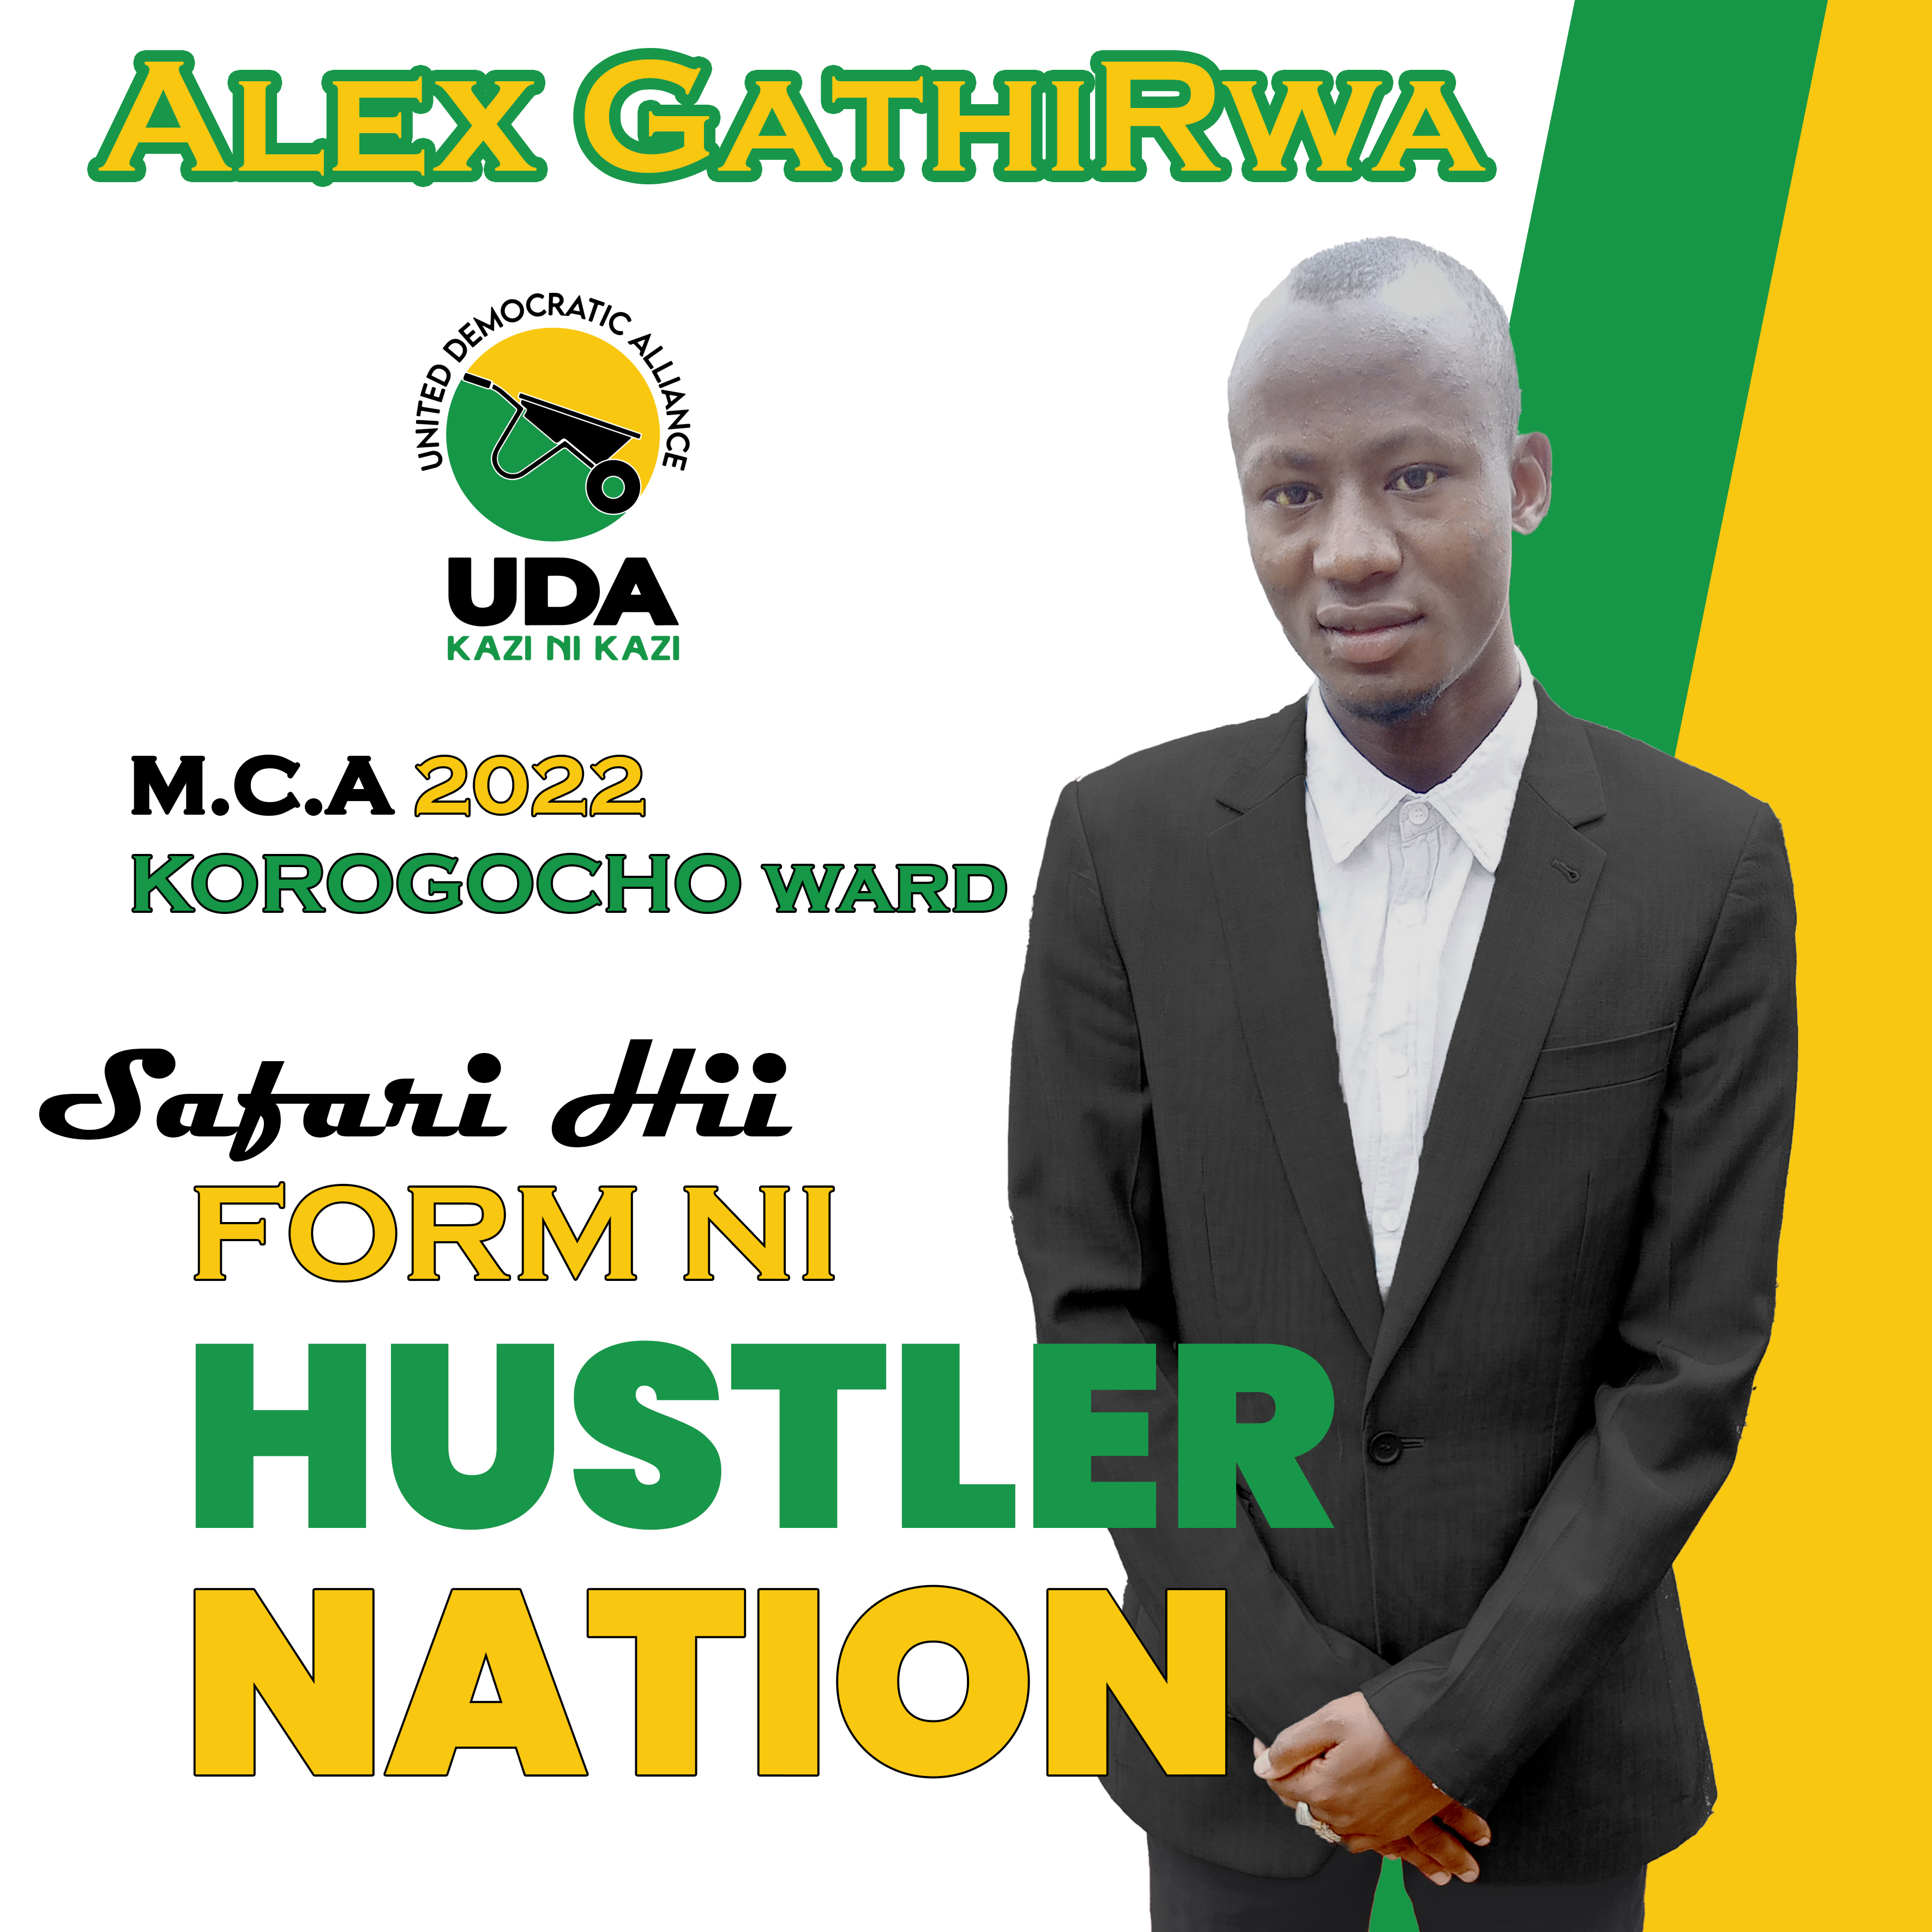 ALEX GATHIRWA
UNITED DEMOCRATIC ALLIANCE
UDA
KAZI NI KAZI
M.C.A 2022
KOROGOCHO WARD
Safari Hii
FORM NI
HUSTLER
NATION